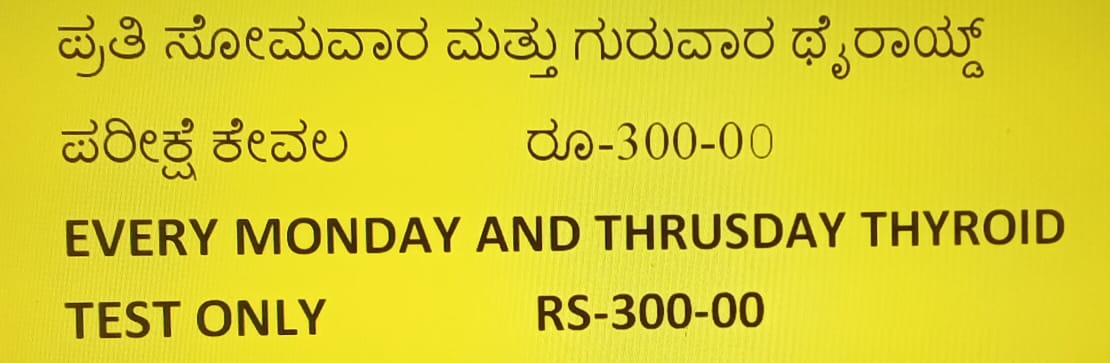 ಪ್ರತಿ ಸೋಮವಾರ ಮತ್ತು ಗುರುವಾರ ಥೈರಾಯ್ಡ್
ಪರೀಕ್ಷೆ ಕೇವಲ ರೂ-300-00
EVERY MONDAY AND THRUSDAY THYROID
TEST ONLY RS-300-00